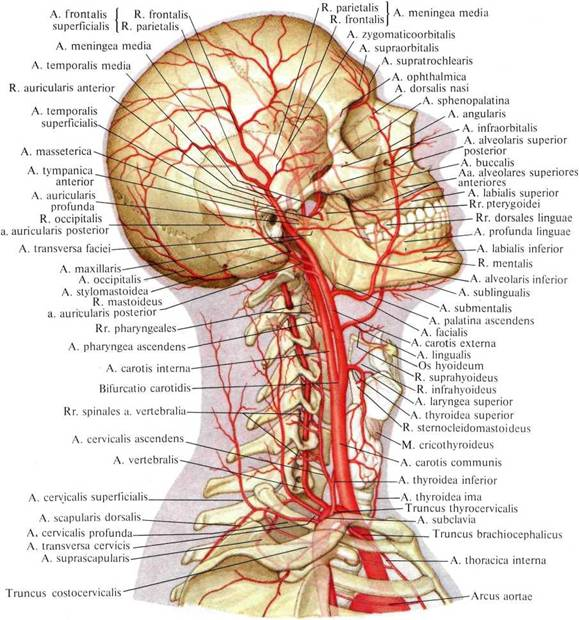 A. frontalis
superficialis
R. frontalis
R. parietalis
A. meningea media
A. temporalis media
R. auricularis anterior
A. temporalis
superficialis
A. masseterica
A. tympanica
anterior
A. auricularis
profunda
R. occipitalis
a. auricularis posterior
A. transversa faciei
A. maxillaris
A. occipitalis
A. stylomastoidea
R. mastoideus
a. auricularis posterior
Rr. pharyngeales
A. pharyngea ascendens
A. carotis interna
Bifurcatio carotidis
Rr. spinales a. vertebralia
A. cervicalis ascendens
A. vertebralis
A. cervicalis superficialis
A. scapularis dorsalis
A. cervicalis profunda
A. transversa cervicis
A. suprascapularis
Truncus costocervicalis
R. parietalis
R. frontalis
A. meningea media
A. zygomaticoorbitalis
A. supraorbitalis
A. supratrochlearis
A. ophthalmica
A. dorsalis nasi
A. sphenopalatina
A. angularis
A. infraorbitalis
A. alveolaris superior
posterior
A. buccalis
Aa. alveolares superiores
anteriores
A. labialis superior
Rr. pterygoidei
Rr. dorsales linguae
A. profunda linguae
A. labialis inferior
R. mentalis
A. alveolaris inferior
A. sublingualis
A. submentalis
A. palatina ascendens
A. facialis
A. carotis externa
A. lingualis
Os hyoideum
R. suprahyoideus
R. infrahyoideus
A. laryngea superior
A. thyroidea superior
R. sternocleidomastoideus
M. cricothyroideus
A. carotis communis
A. thyroidea inferior
A. thyroidea ima
Truncus thyrocervicalis
A. subclavia
Truncus brachiocephalicus
A. thoracica interna
Arcus aortae